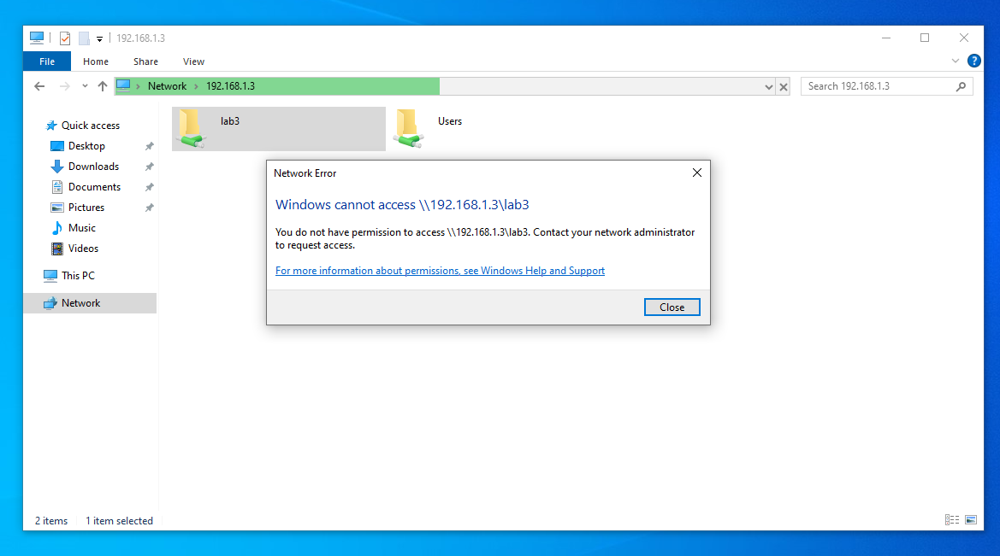 192.168.1.3
File Home Share View
?
Network 192.168.1.3
Search 192.168.1.3
Quick access
Desktop
Downloads
Documents
Pictures
Music
Videos
This PC
Network
lab3
Users
Network Error
Windows cannot access \\192.168.1.3\lab3
You do not have permission to access \\192.168.1.3\lab3. Contact your network administrator
to request access.
For more information about permissions, see Windows Help and Support
Close
2 items 1 item selected